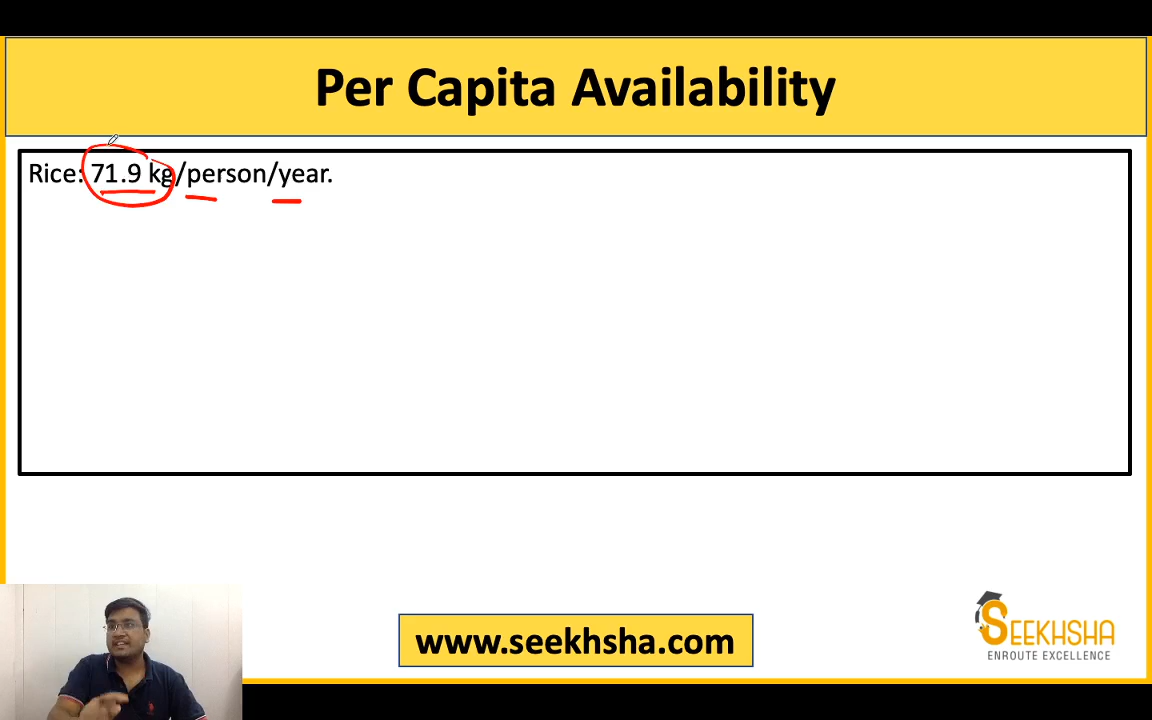 Per Capita Availability
Rice: 71.9 kg/person/year.
www.seekhsha.com
SEEKHSHA
ENROUTE EXCELLENCE